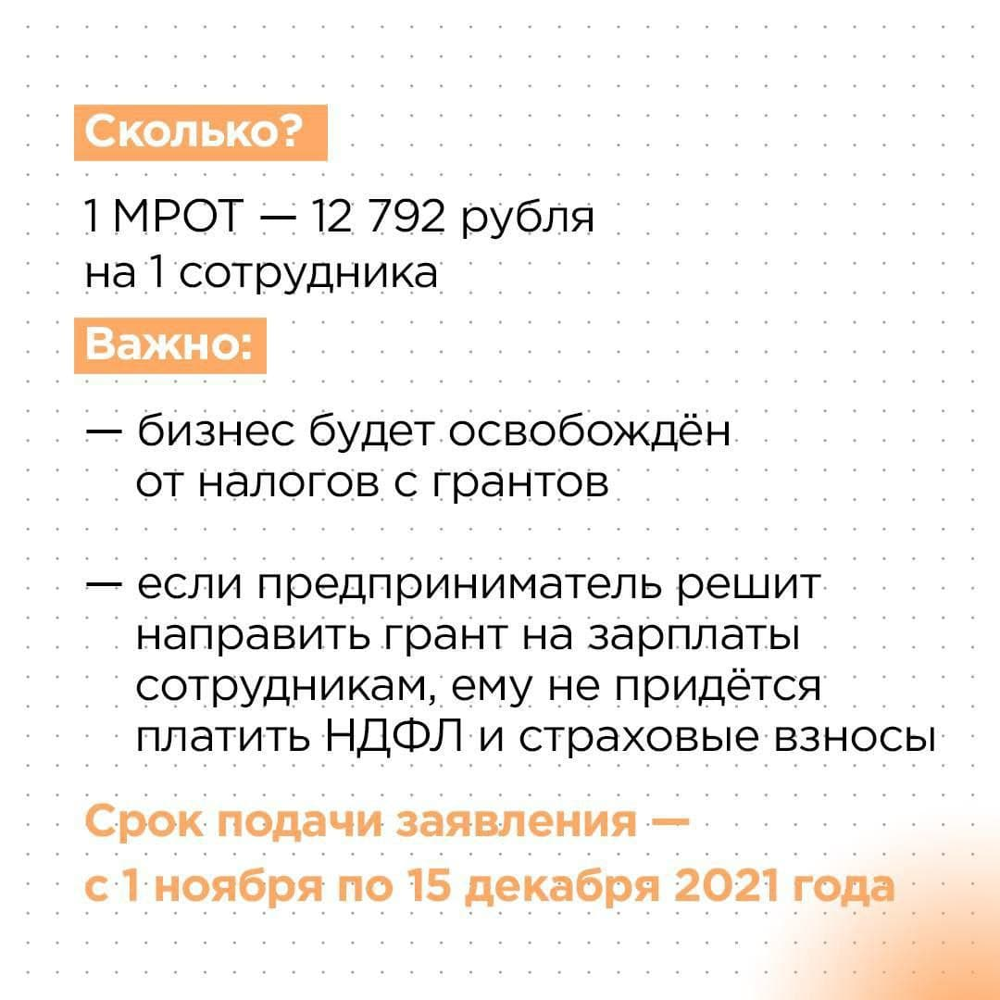 Сколько?
1 МРОТ — 12 792 рубля
на 1 сотрудника
Важно:
— бизнес будет освобождён
от налогов с грантов
— если предприниматель решит
направить грант на зарплаты
сотрудникам, ему не придётся
платить НДФЛ и страховые взносы
Срок подачи заявления —
с 1 ноября по 15 декабря 2021 года